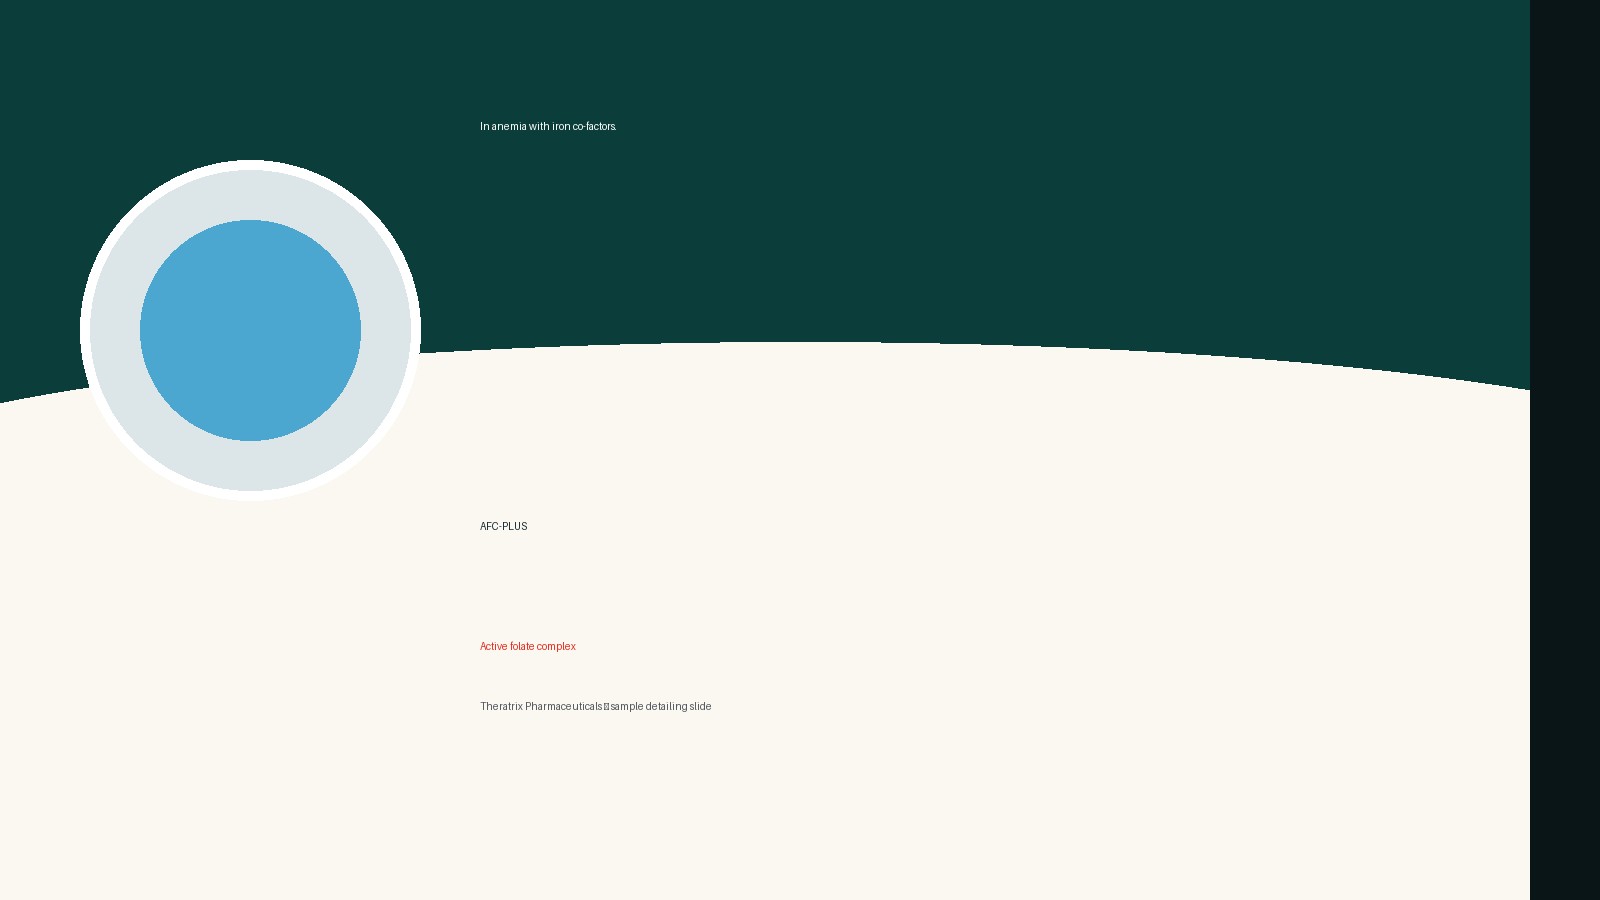 In anemia with iron co-factors.
AFC-PLUS
Active folate complex
Theratrix Pharmaceuticals sample detailing slide